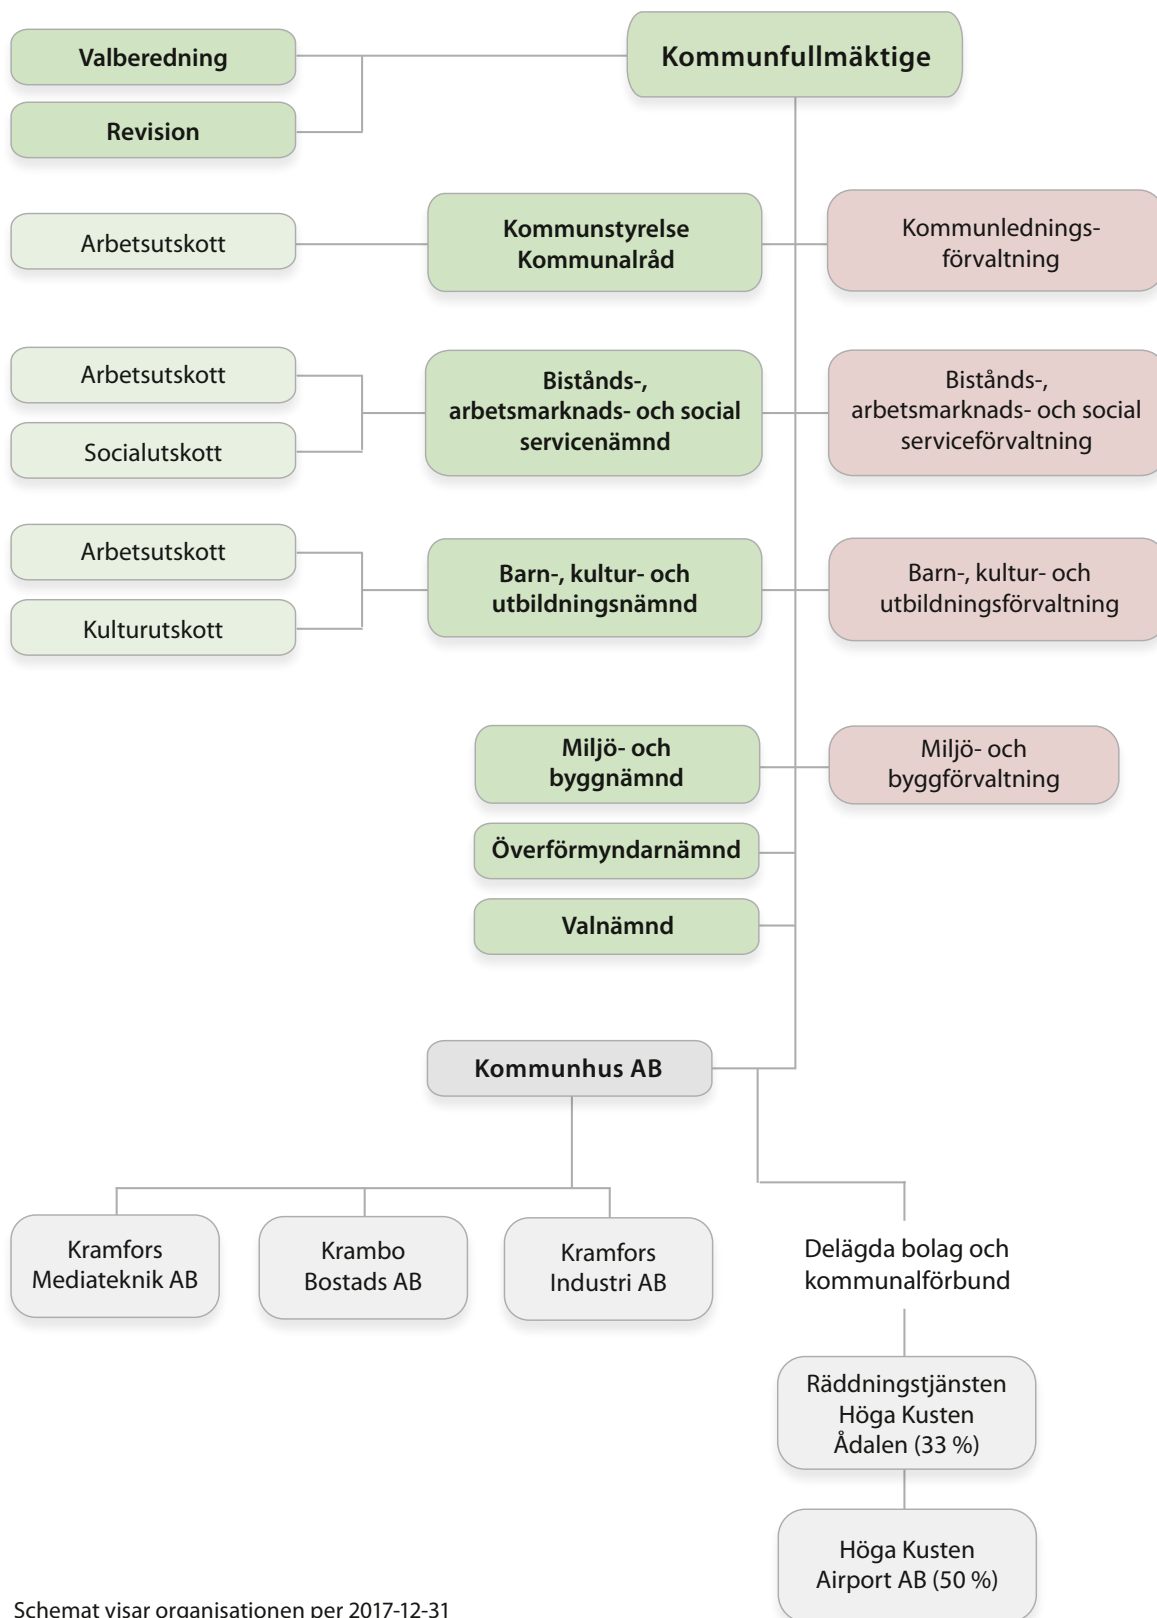 Valberedning
Kommunfullmäktige
Revision
Arbetsutskott
Kommunstyrelse
Kommunalråd
Kommunlednings-
förvaltning
Arbetsutskott
Socialutskott
Bistånds-,
arbetsmarknads- och social
servicenämnd
Bistånds-,
arbetsmarknads- och social
serviceförvaltning
Arbetsutskott
Kulturutskott
Barn-, kultur- och
utbildningsnämnd
Barn-, kultur- och
utbildningsförvaltning
Miljö- och
byggnämnd
Miljö- och
byggförvaltning
Överförmyndarnämnd
Valnämnd
Kommunhus AB
Kramfors
Mediateknik AB
Krambo
Bostads AB
Kramfors
Industri AB
Delägda bolag och
kommunalförbund
Räddningstjänsten
Höga Kusten
Ådalen (33 %)
Höga Kusten
Airport AB (50 %)
Schemat visar organisationen per 2017-12-31